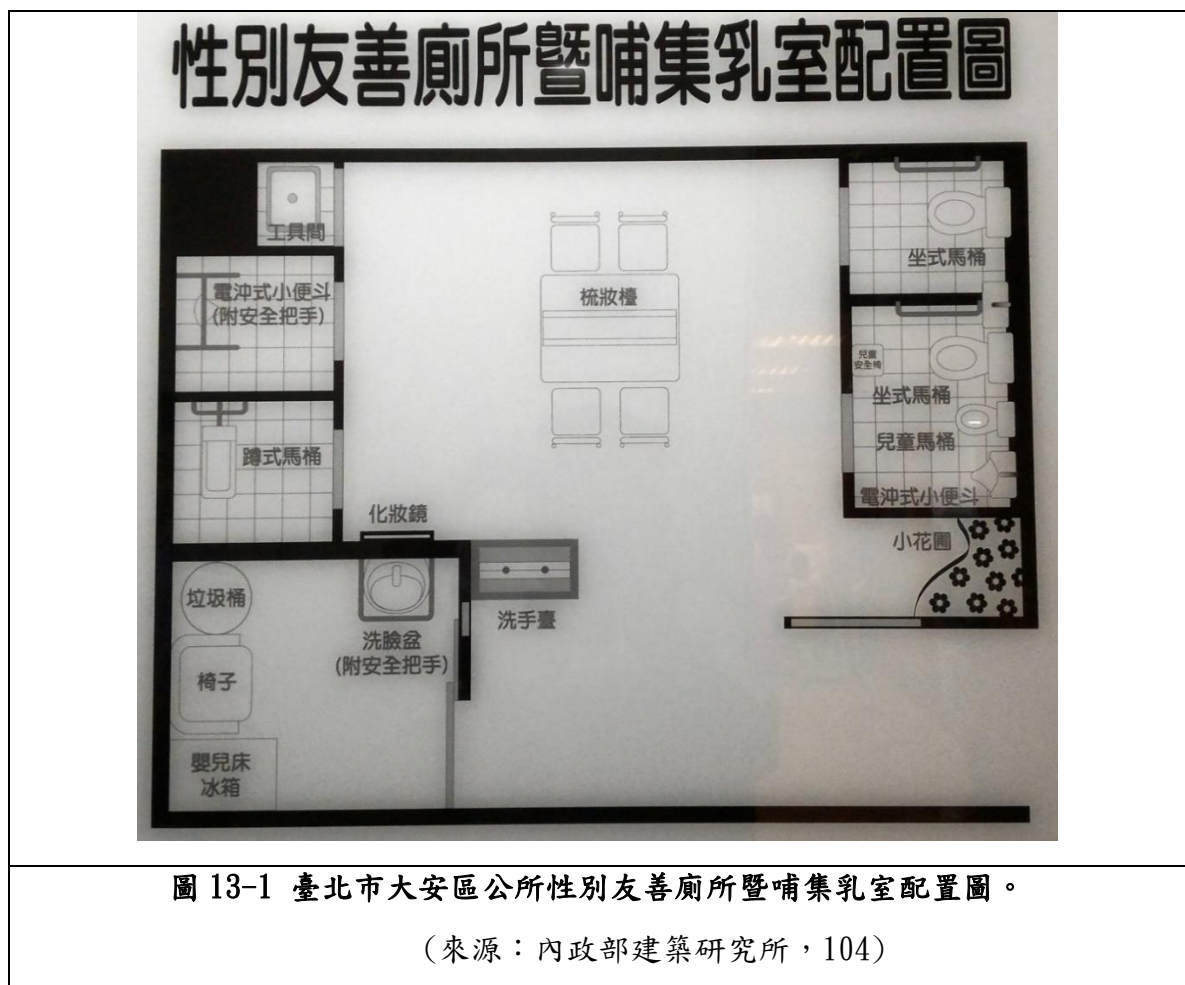 性別友善廁所暨哺集乳室配置圖
工具間
電沖式小便斗
(附安全把手)
蹲式馬桶
梳妝檯
坐式馬桶
兒童
安全椅
坐式馬桶
兒童馬桶
電沖式小便斗
小花圃
化妝鏡
洗手臺
垃圾桶
洗臉盆
(附安全把手)
椅子
嬰兒床
冰箱
圖 13-1 臺北市大安區公所性別友善廁所暨哺集乳室配置圖。
(來源：內政部建築研究所，104)